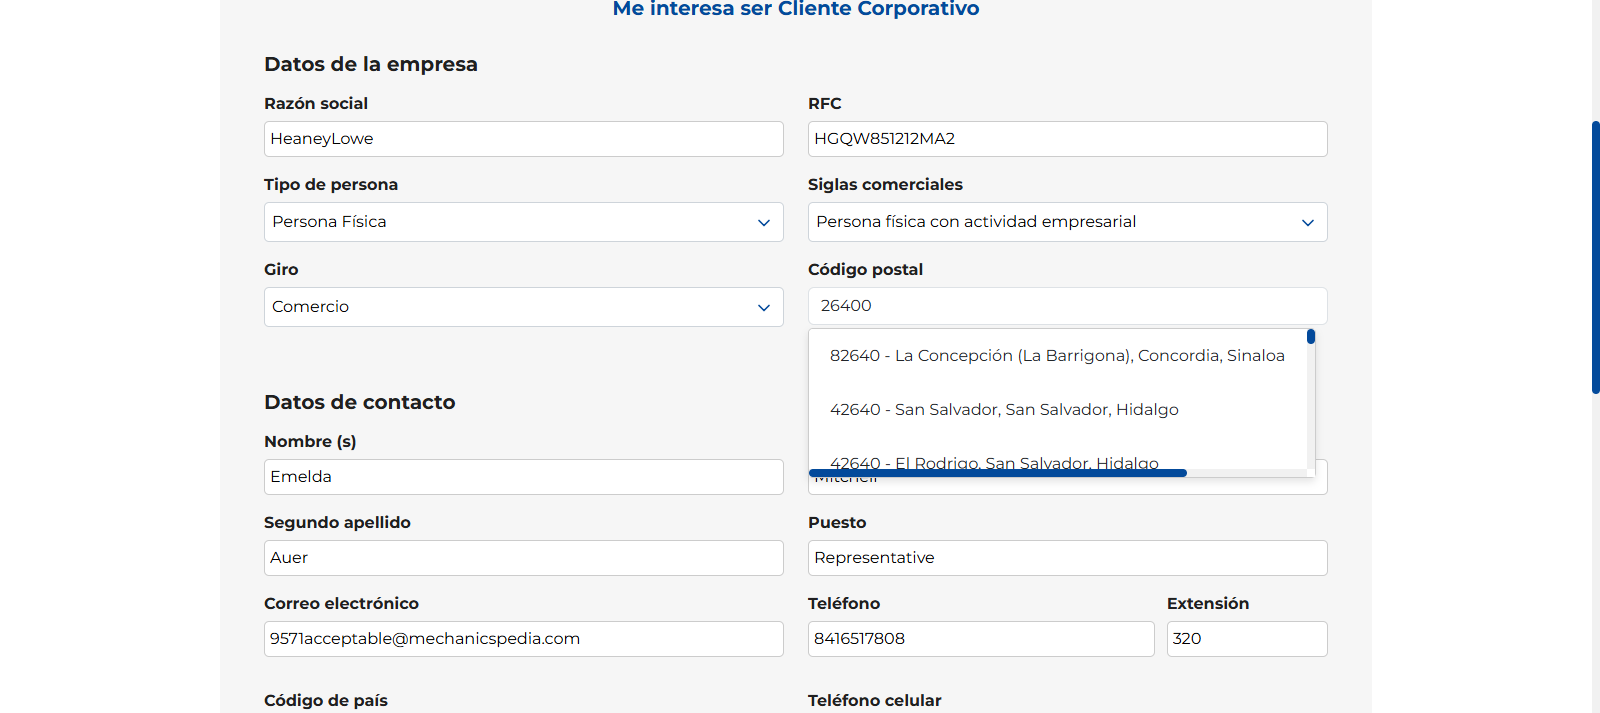 Me interesa ser Cliente Corporativo
Datos de la empresa
Razón social
HeaneyLowe
RFC
HGQW851212MA2
Tipo de persona
Persona Física
Siglas comerciales
Persona física con actividad empresarial
Giro
Comercio
Código postal
26400
82640 - La Concepción (La Barrigona), Concordia, Sinaloa
42640 - San Salvador, San Salvador, Hidalgo
42640 - El Rodrigo, San Salvador, Hidalgo
Datos de contacto
Nombre (s)
Emelda
Mitchell
Segundo apellido
Auer
Puesto
Representative
Correo electrónico
9571acceptable@mechanicspedia.com
Teléfono
8416517808
Extensión
320
Código de país
Teléfono celular